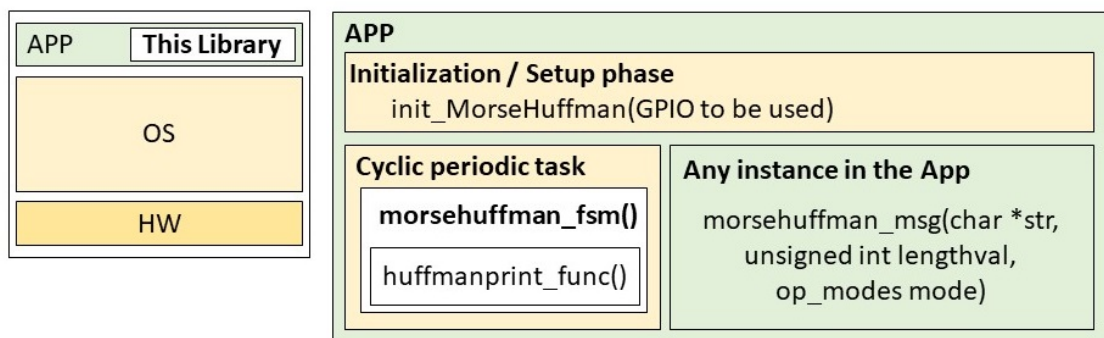 APP
This Library
OS
HW
APP
Initialization / Setup phase
init_MorseHuffman(GPIO to be used)
Cyclic periodic task
morsehuffman_fsm()
huffmanprint_func()
Any instance in the App
morsehuffman_msg(char *str,
unsigned int lengthval,
op_modes mode)